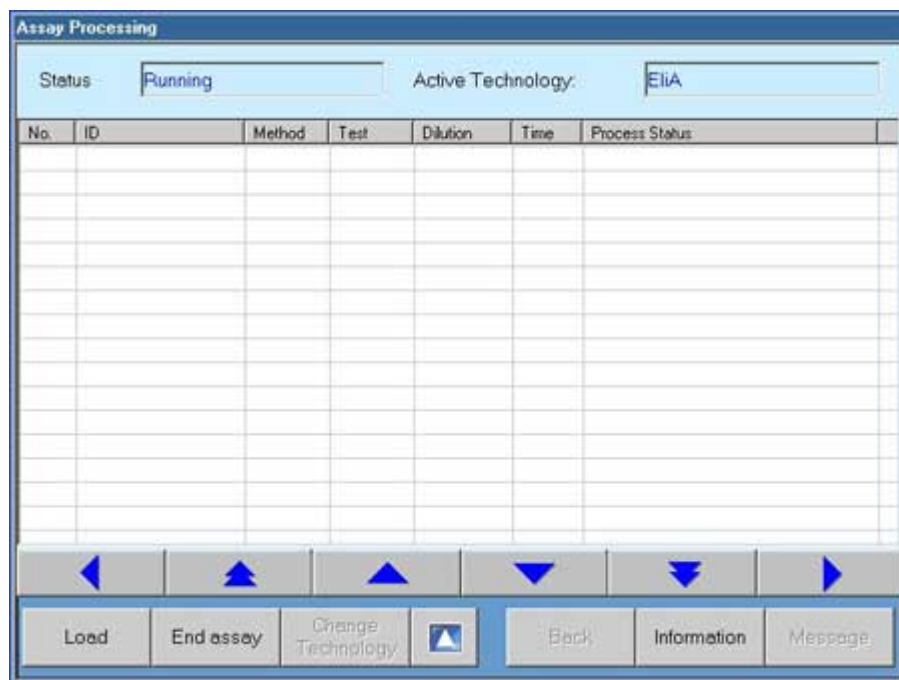 Assay Processing
Status Running Active Technology: EliA
No. ID Method Test Dilution Time Process Status
Load End assay Change Technology Back Information Message